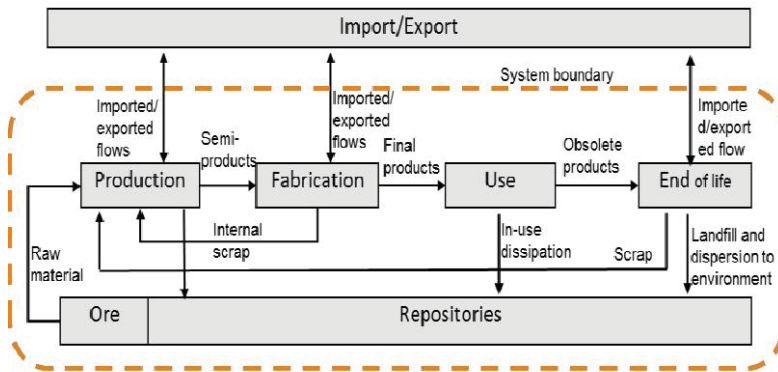 Import/Export
System boundary
Imported/
exported
flows
Imported/
exported
flows
Importe
d/export
ed flow
Semi-
products
Final
products
Obsolete
products
Production
Fabrication
Use
End of life
Raw
material
Internal
scrap
In-use
dissipation
Scrap
Landfill and
dispersion to
environment
Ore
Repositories